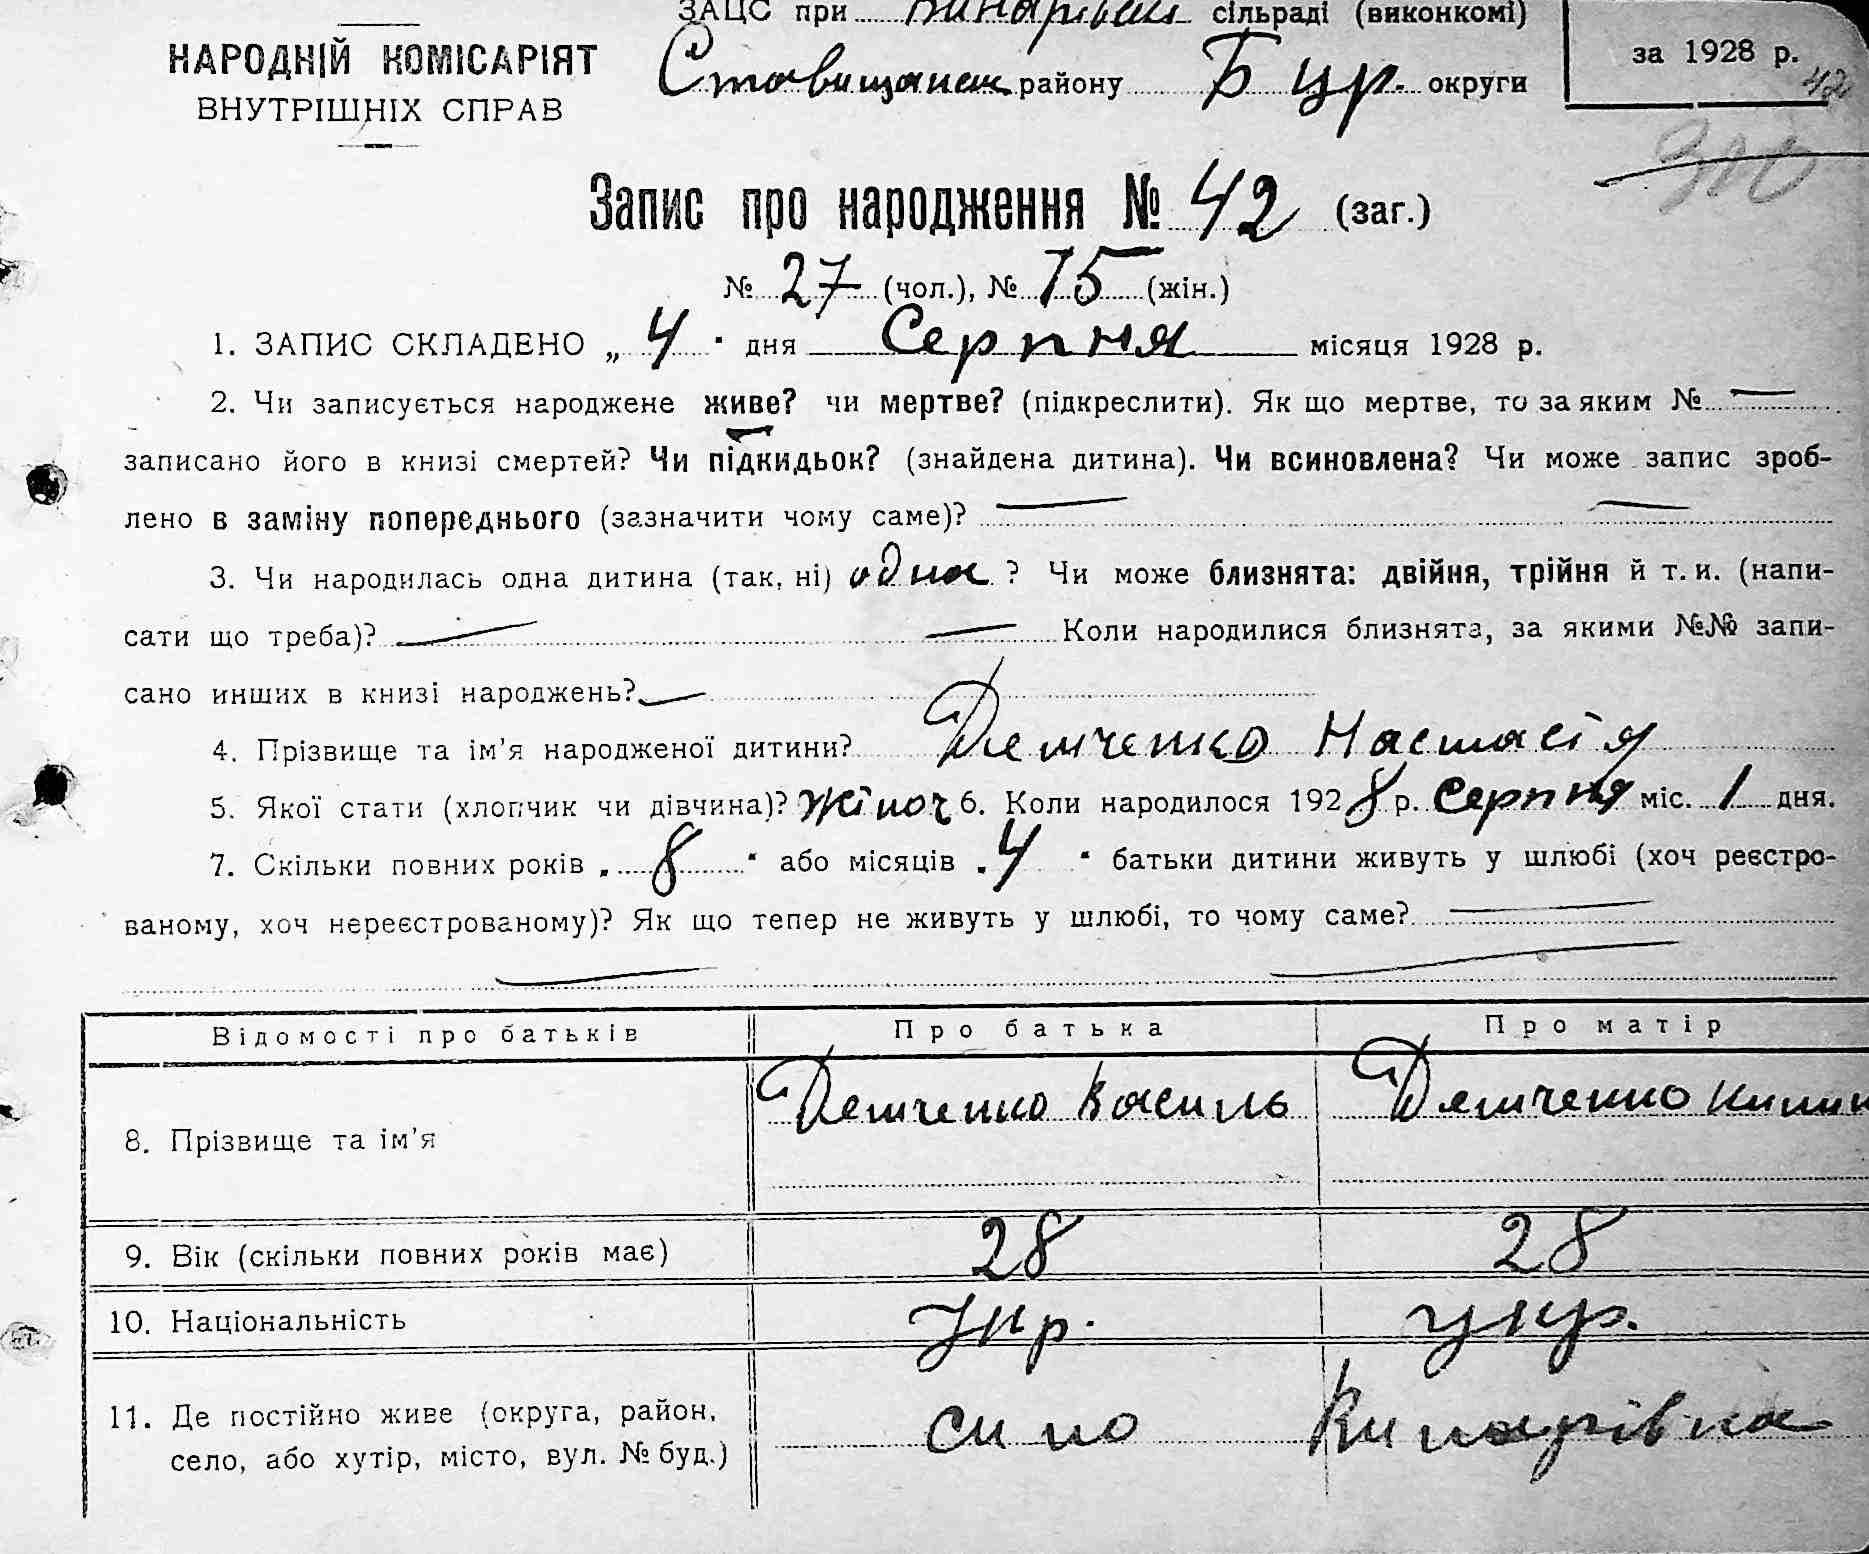 ЗАЦС при Винарівськ сільраді (виконкомі)
НАРОДНІЙ КОМІСАРІЯТ
ВНУТРІШНІХ СПРАВ
Ставищанськ району Б Цр. округи
за 1928 р.
42
300
Запис про народження № 42 (заг.)
№ 27 (чол.), № 15 (жін.)
1. ЗАПИС СКЛАДЕНО „ 4 " дня Серпня місяця 1928 р.
2. Чи записується народжене живе? чи мертве? (підкреслити). Як що мертве, то за яким № —
записано його в книзі смертей? Чи підкидьок? (знайдена дитина). Чи всиновлена? Чи може запис зроб-
лено в заміну попереднього (зазначити чому саме)? — —
3. Чи народилась одна дитина (так, ні) одна ? Чи може близнята: двійня, трійня й т. и. (напи-
сати що треба)? — — Коли народилися близнята, за якими №№ запи-
сано инших в книзі народжень? —
4. Прізвище та ім'я народженої дитини? Демченко Настасія
5. Якої стати (хлопчик чи дівчина)? жіноч 6. Коли народилося 1928 р. Серпня міс. 1 дня.
7. Скільки повних років „ 8 " або місяців „ 4 " батьки дитини живуть у шлюбі (хоч реєстро-
ваному, хоч нереєстрованому)? Як що тепер не живуть у шлюбі, то чому саме? —
— —
Відомості про батьків Про батька Про матір
8. Прізвище та ім'я Демченко Василь Демченко
9. Вік (скільки повних років має) 28 28
10. Національність Укр. укр.
11. Де постійно живе (округа, район,
село, або хутір, місто, вул. № буд.) сило Винарівка